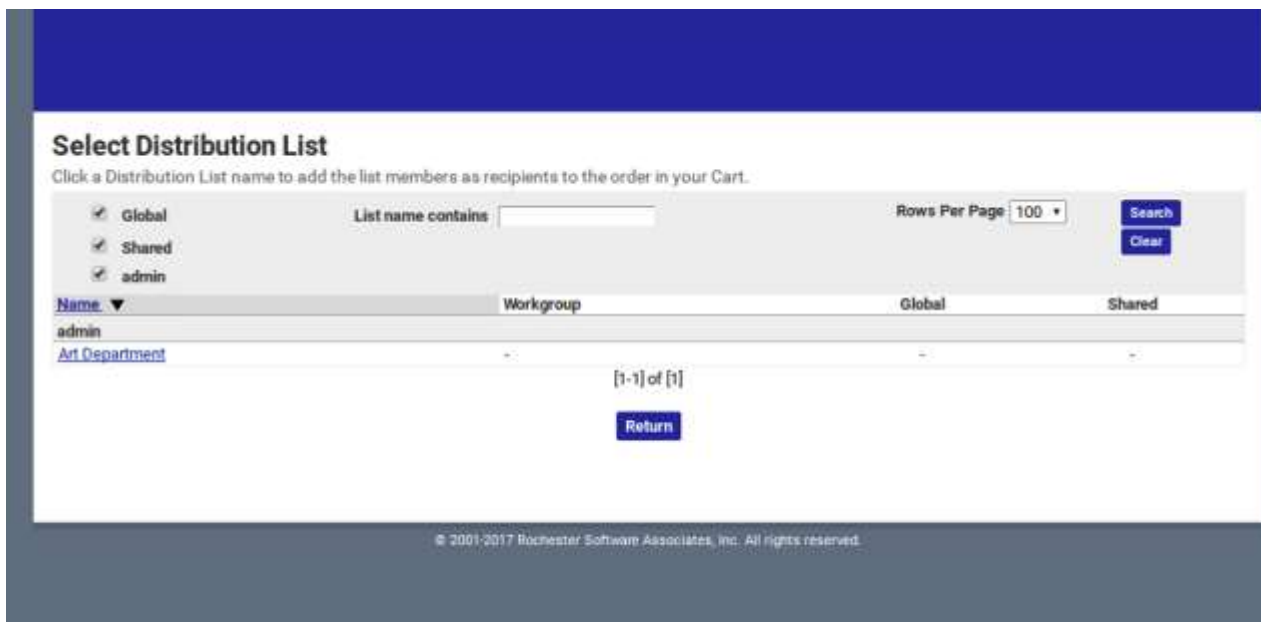 Select Distribution List
Click a Distribution List name to add the list members as recipients to the order in your Cart.
Global List name contains Rows Per Page 100 Search
Shared Clear
admin
Name Workgroup Global Shared
admin
Art Department - - -
[1-1] of [1]
Return
© 2001-2017 Rochester Software Associates, Inc. All rights reserved.